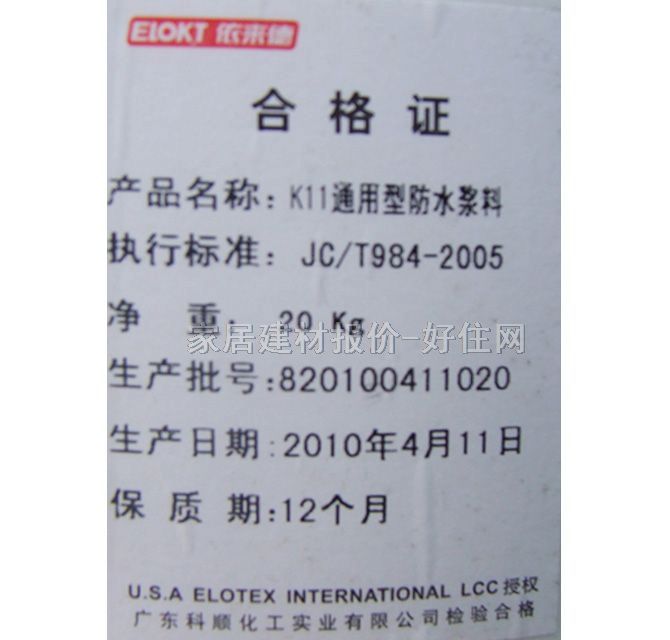 ELOKT 依来德
合格证
产品名称：K11通用型防水浆料
执行标准：JC/T984-2005
净 重：20 Kg
家居建材报价-好住网
生产批号：820100411020
生产日期：2010年4月11日
保 质 期：12个月
U.S.A ELOTEX INTERNATIONAL LCC授权
广东科顺化工实业有限公司检验合格